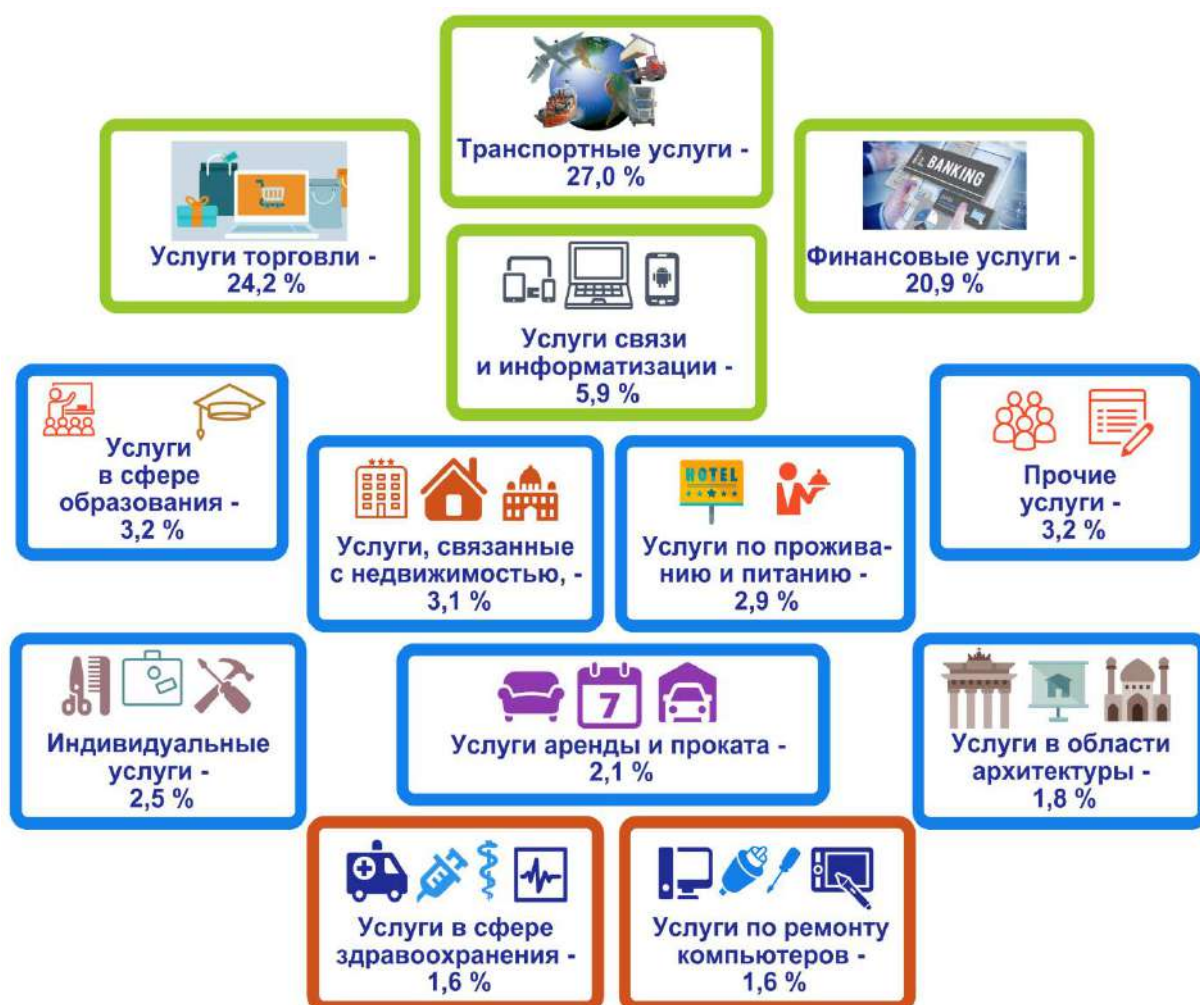 Транспортные услуги -
27,0 %
Услуги торговли -
24,2 %
BANKING
Финансовые услуги -
20,9 %
Услуги связи
и информатизации -
5,9 %
Услуги
в сфере
образования -
3,2 %
Услуги, связанные
с недвижимостью, -
3,1 %
HOTEL
Услуги по прожива-
нию и питанию -
2,9 %
Прочие
услуги -
3,2 %
Индивидуальные
услуги -
2,5 %
7
Услуги аренды и проката -
2,1 %
Услуги в области
архитектуры -
1,8 %
Услуги в сфере
здравоохранения -
1,6 %
Услуги по ремонту
компьютеров -
1,6 %